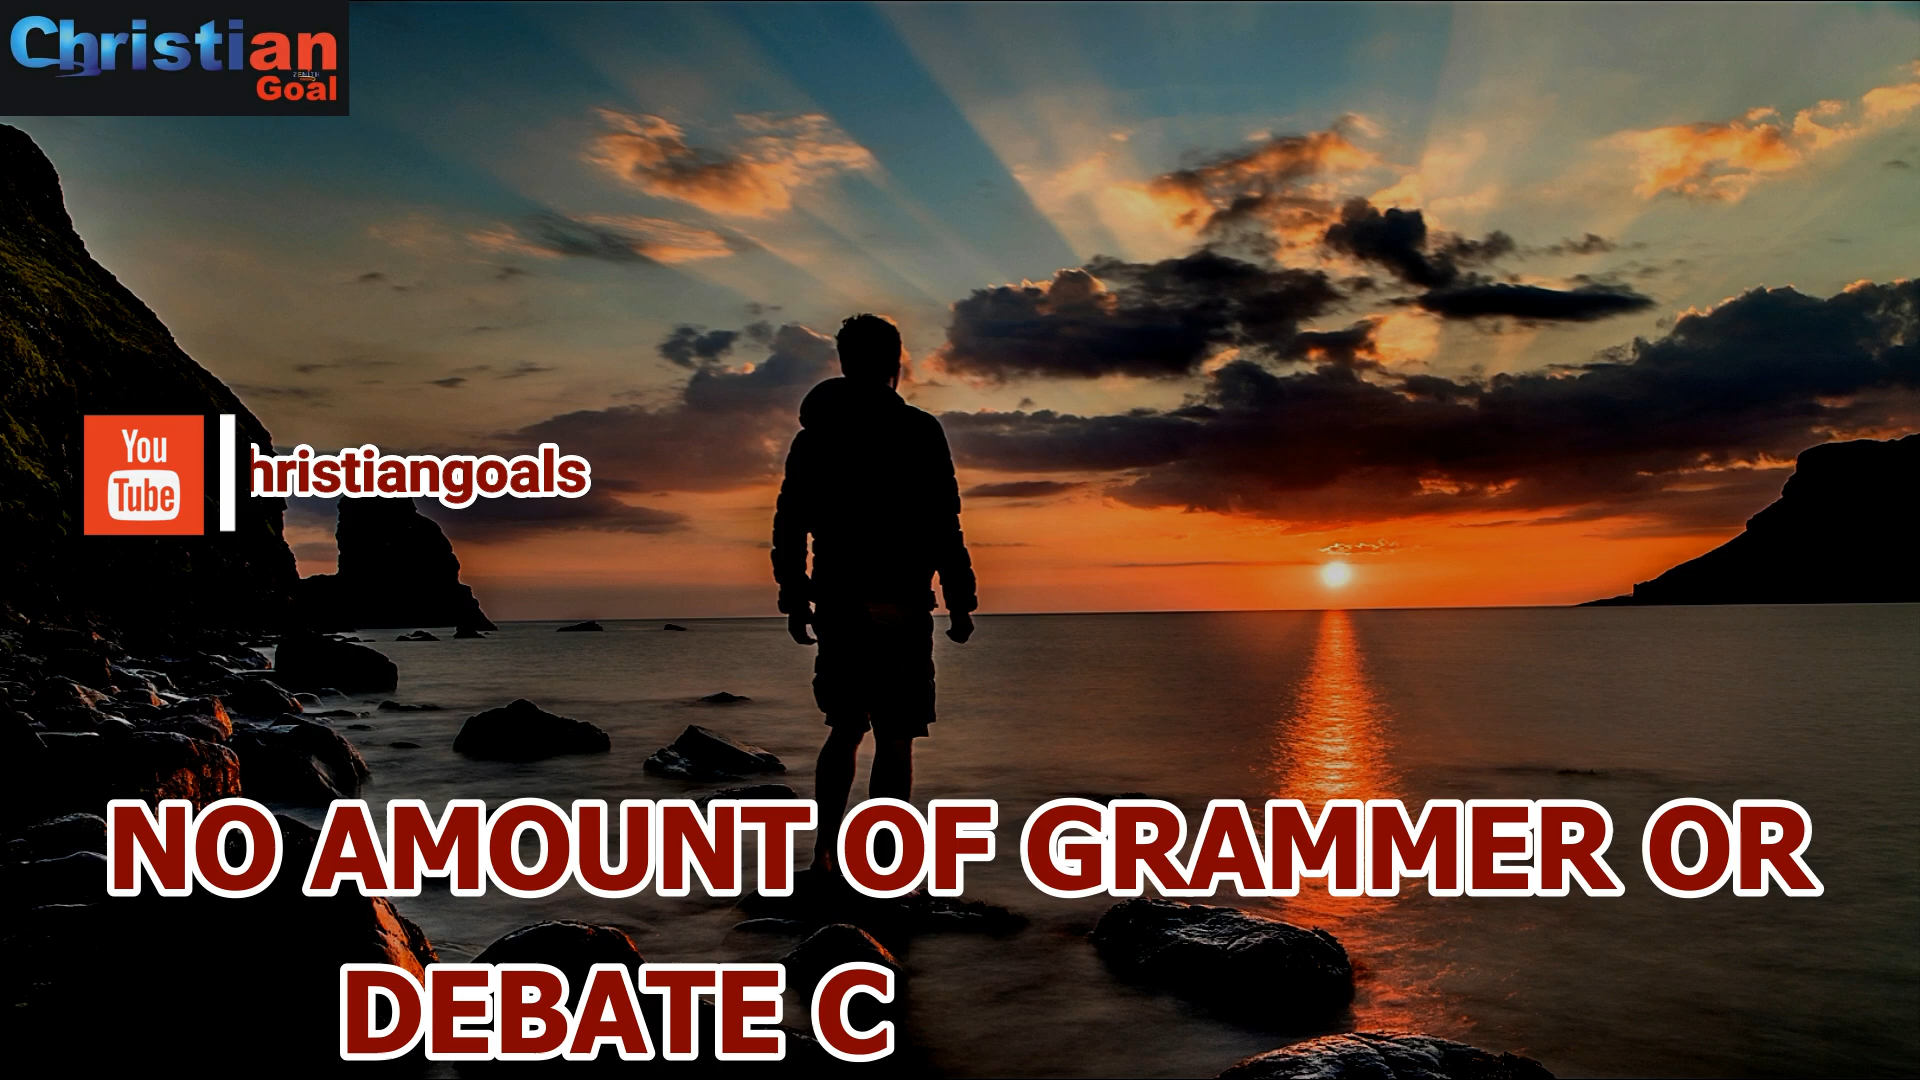 Christian
Goal
You
Tube
hristiangoals
NO AMOUNT OF GRAMMER OR
DEBATE C